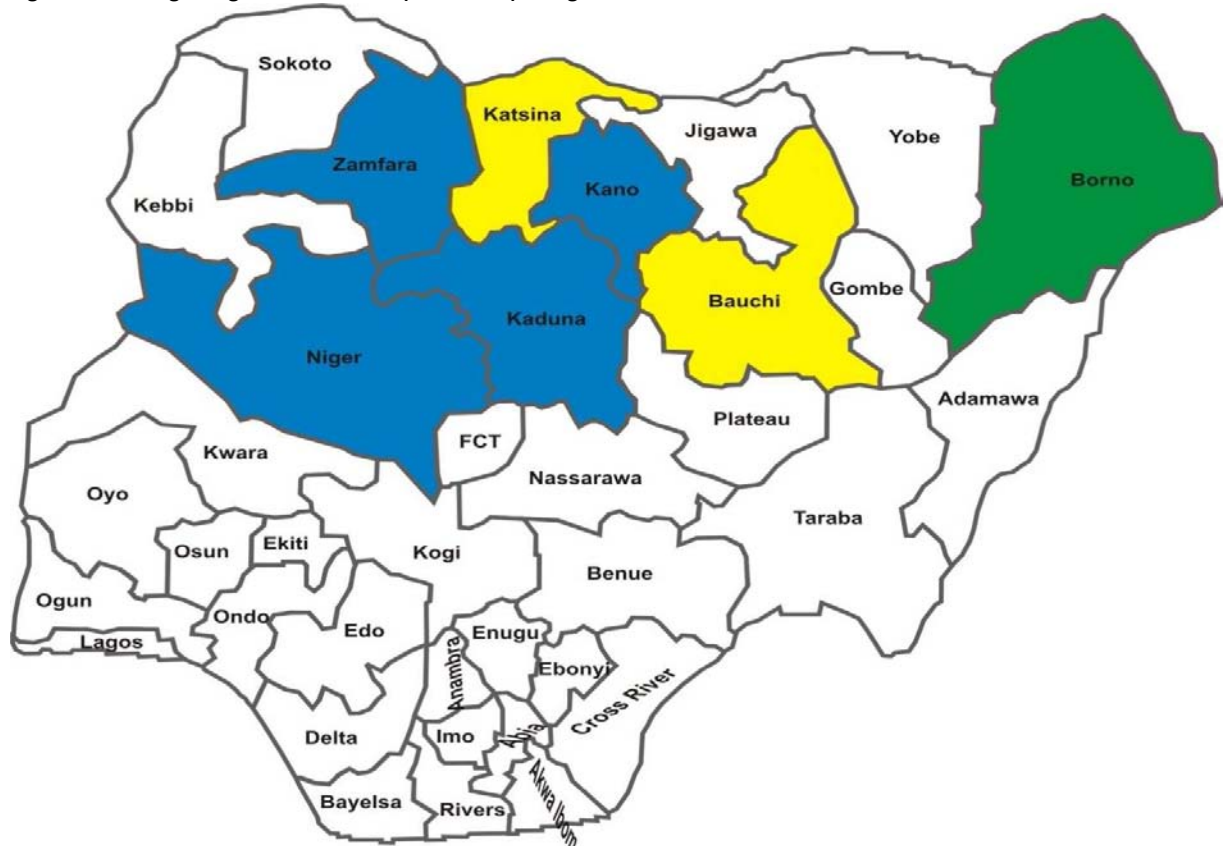 Sokoto
Katsina
Jigawa
Yobe
Zamfara
Kano
Borno
Kebbi
Bauchi
Gombe
Kaduna
Niger
Adamawa
Plateau
FCT
Kwara
Nassarawa
Oyo
Taraba
Osun
Ekiti
Kogi
Benue
Ogun
Ondo
Edo
Enugu
Lagos
Anambra
Ebonyi
Cross River
Delta
Imo
Abia
Bayelsa
Rivers
Akwa Ibom